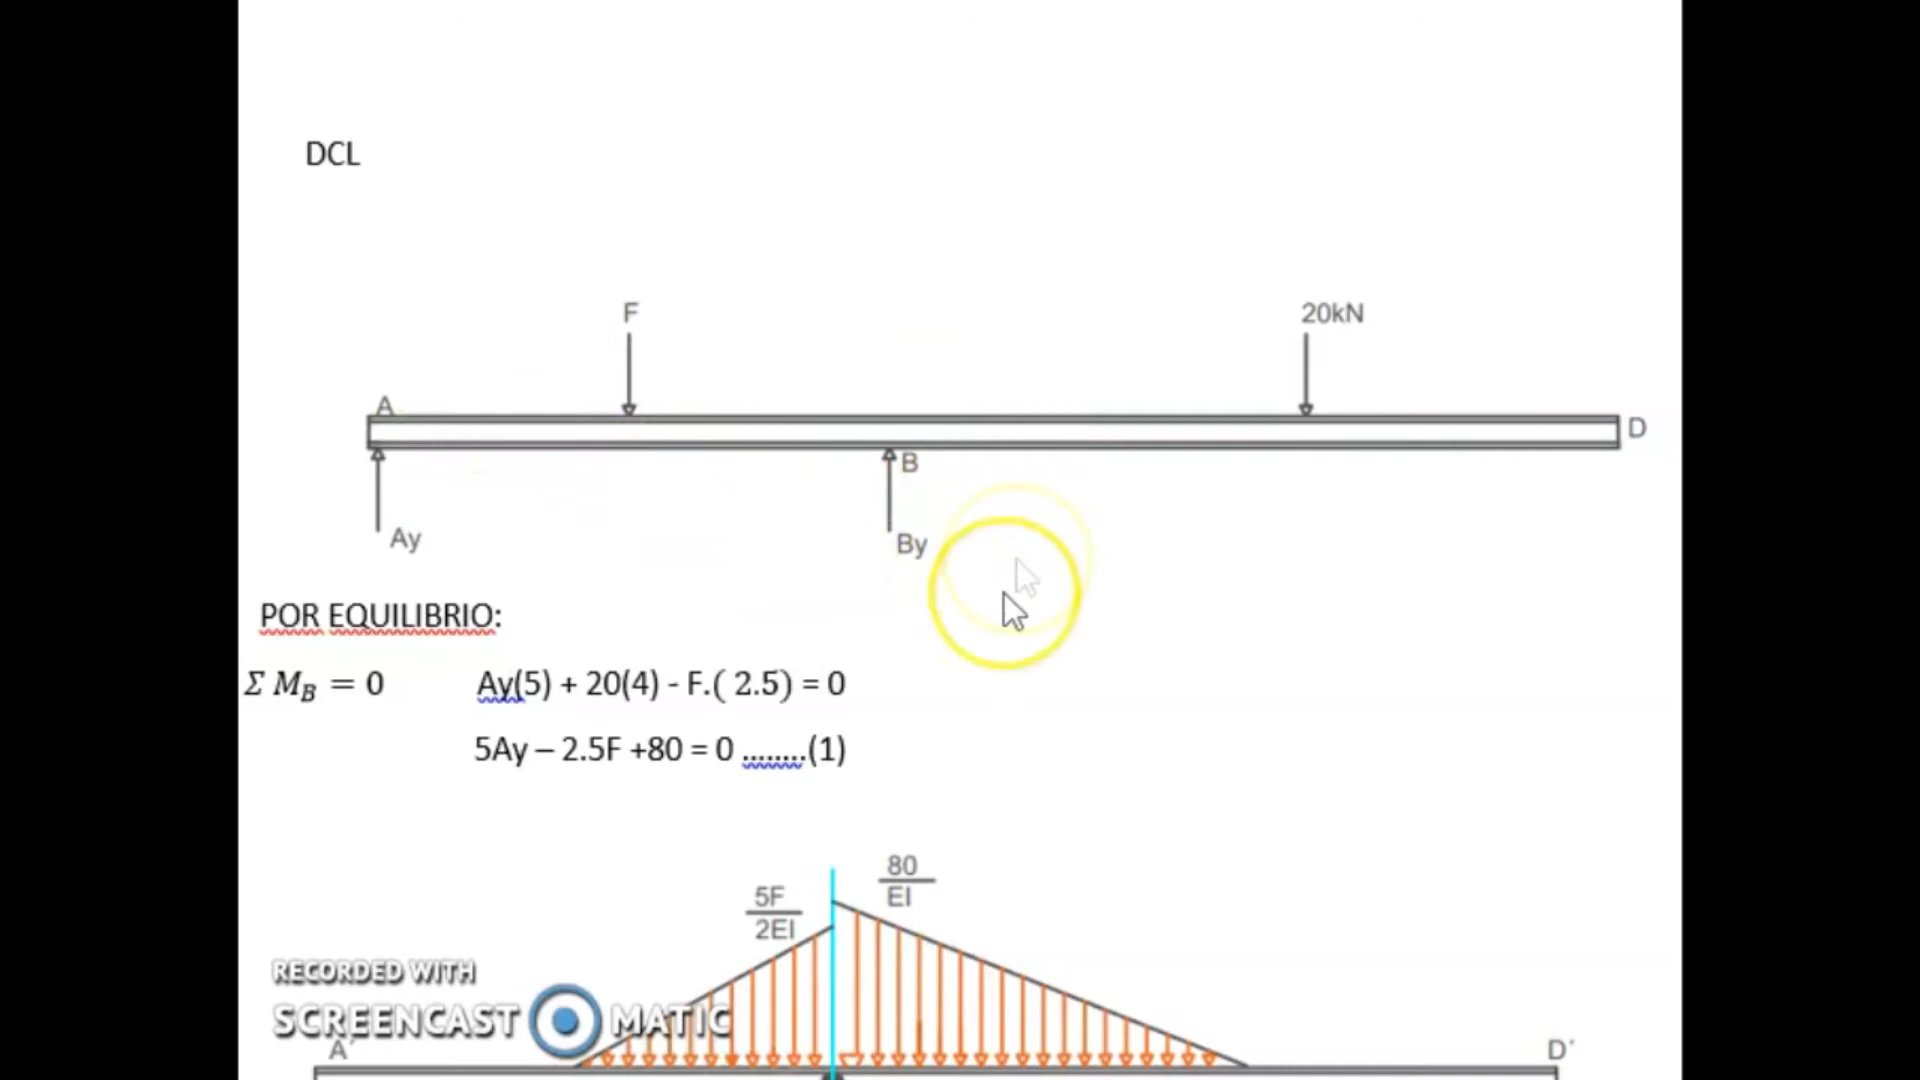 DCL
F
20kN
A
D
B
Ay
By
POR EQUILIBRIO:
Σ M_B = 0
Ay(5) + 20(4) - F.( 2.5) = 0
5Ay – 2.5F +80 = 0 ........(1)
80
EI
5F
2EI
RECORDED WITH
SCREENCAST MATIC
A´
D´